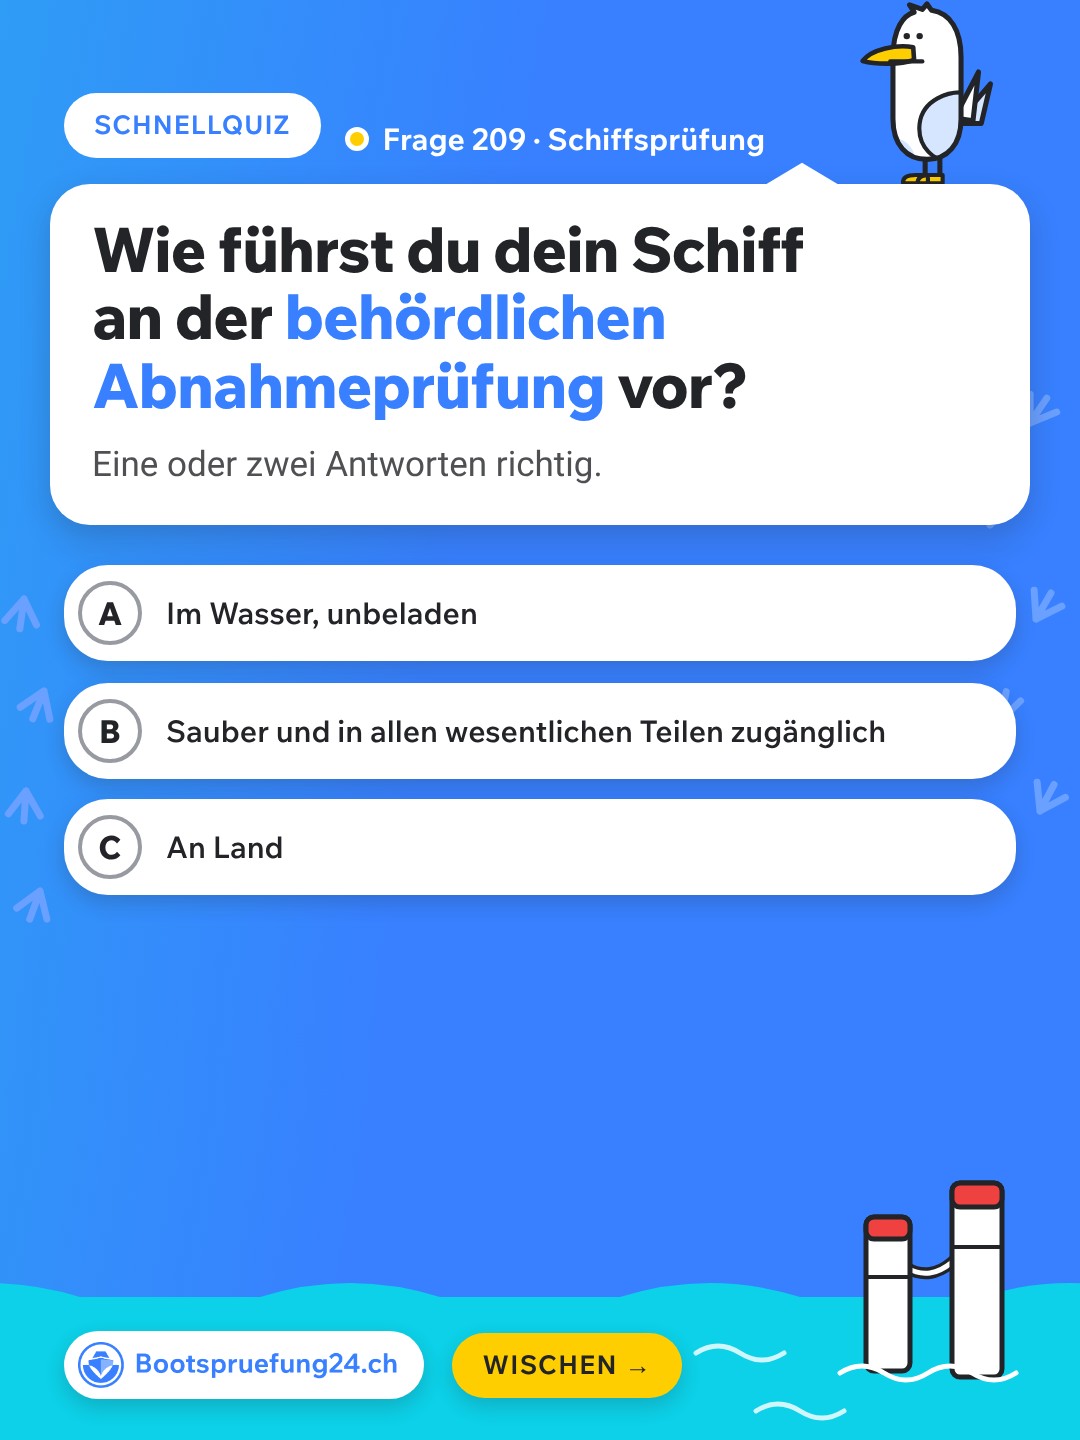 SCHNELLQUIZ
Frage 209 · Schiffsprüfung
Wie führst du dein Schiff
an der behördlichen
Abnahmeprüfung vor?
Eine oder zwei Antworten richtig.
A Im Wasser, unbeladen
B Sauber und in allen wesentlichen Teilen zugänglich
C An Land
Bootspruefung24.ch
WISCHEN →